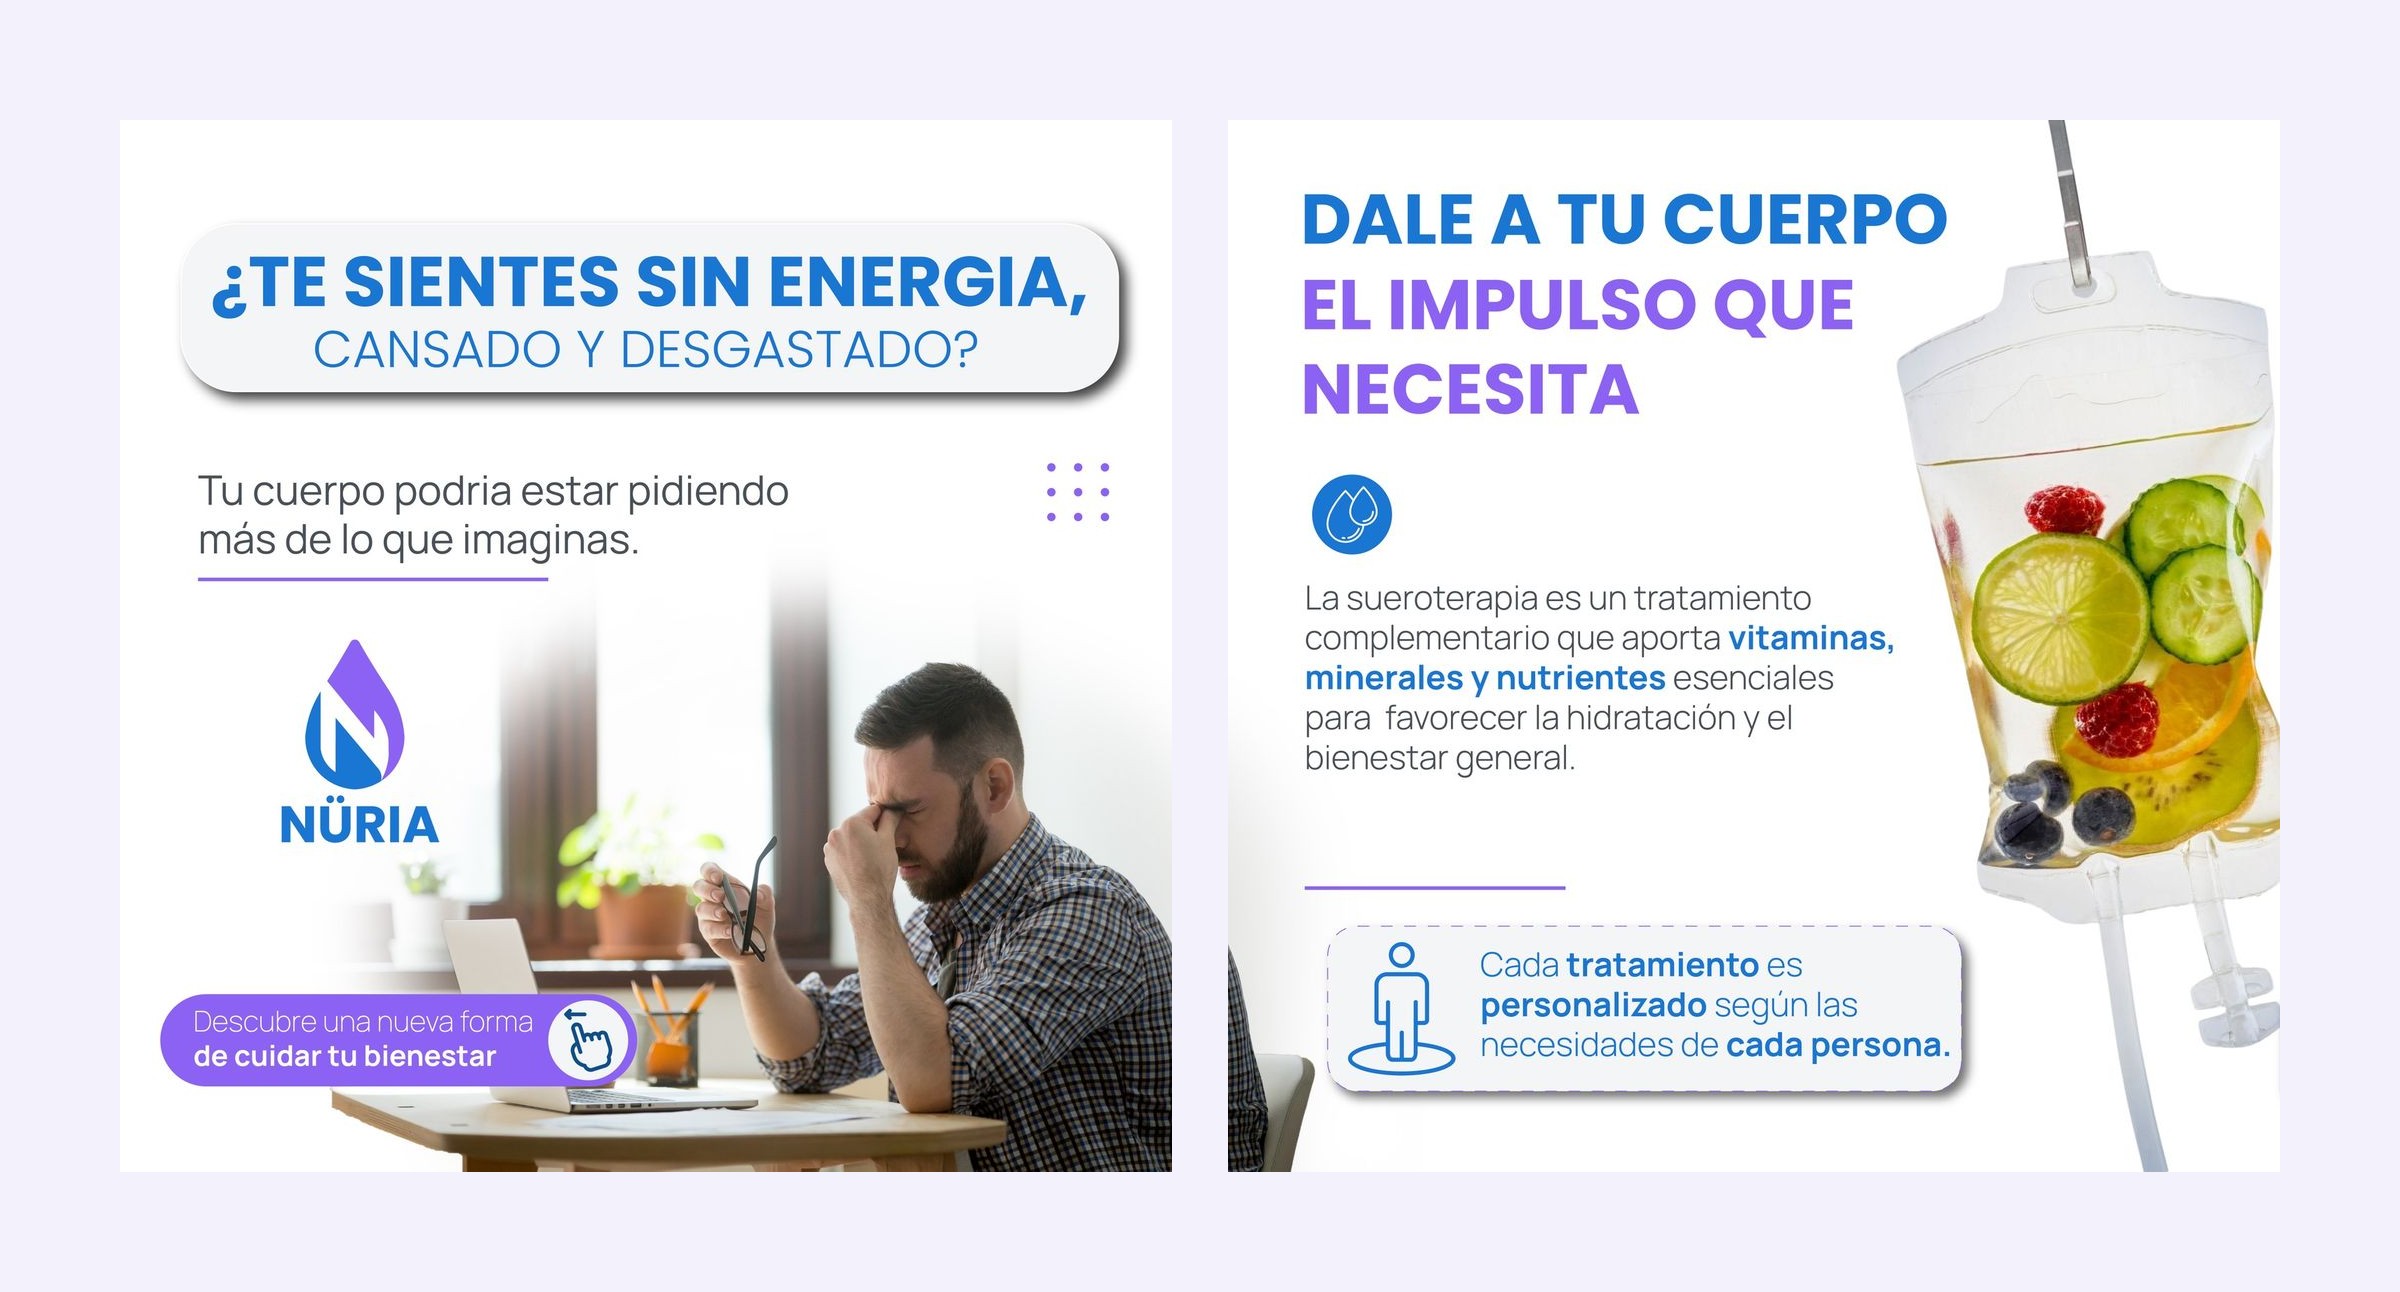 ¿TE SIENTES SIN ENERGIA,
CANSADO Y DESGASTADO?
Tu cuerpo podria estar pidiendo
más de lo que imaginas.
NÜRIA
Descubre una nueva forma
de cuidar tu bienestar
DALE A TU CUERPO
EL IMPULSO QUE
NECESITA
La sueroterapia es un tratamiento
complementario que aporta vitaminas,
minerales y nutrientes esenciales
para favorecer la hidratación y el
bienestar general.
Cada tratamiento es
personalizado según las
necesidades de cada persona.